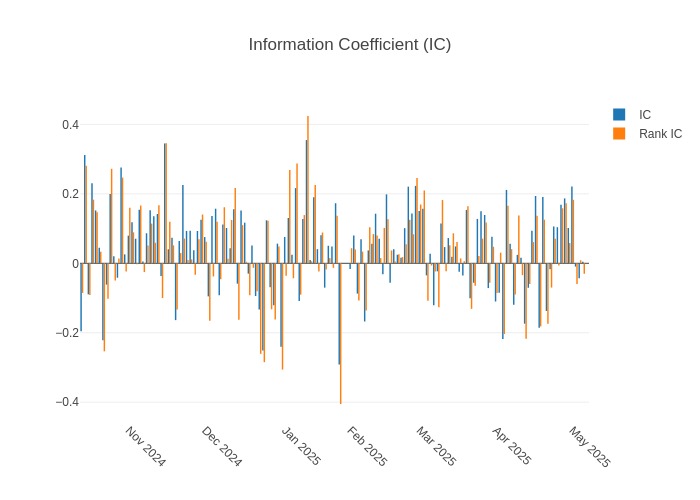 Information Coefficient (IC)
IC
Rank IC
0.4
0.2
0
−0.2
−0.4
Nov 2024
Dec 2024
Jan 2025
Feb 2025
Mar 2025
Apr 2025
May 2025